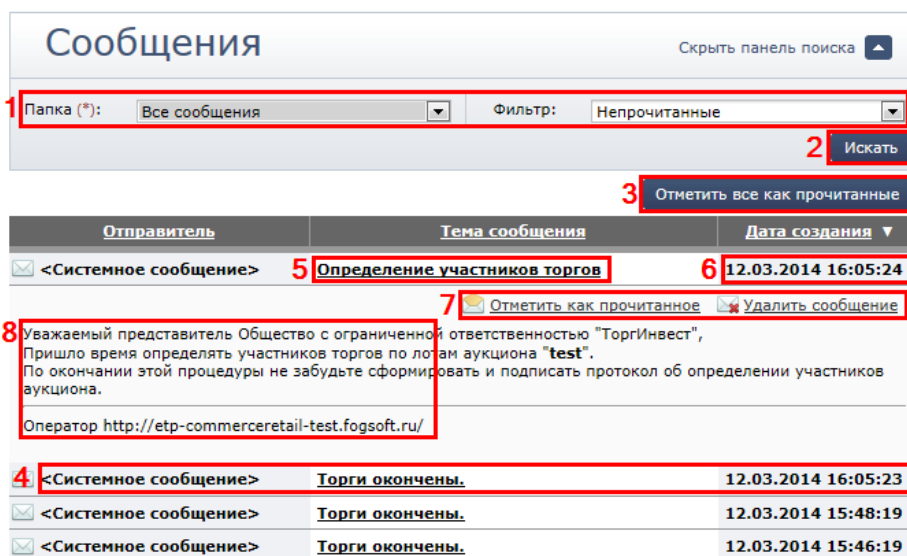 Сообщения
Скрыть панель поиска
1 Папка (*): Все сообщения Фильтр: Непрочитанные
2 Искать
3 Отметить все как прочитанные
Отправитель Тема сообщения Дата создания ▼
<Системное сообщение> 5 Определение участников торгов 6 12.03.2014 16:05:24
7 Отметить как прочитанное Удалить сообщение
8 Уважаемый представитель Общество с ограниченной ответственностью "ТоргИнвест",
Пришло время определять участников торгов по лотам аукциона "test".
По окончании этой процедуры не забудьте сформировать и подписать протокол об определении участников
аукциона.
Оператор http://etp-commerceretail-test.fogsoft.ru/
4 <Системное сообщение> Торги окончены. 12.03.2014 16:05:23
<Системное сообщение> Торги окончены. 12.03.2014 15:48:19
<Системное сообщение> Торги окончены. 12.03.2014 15:46:19